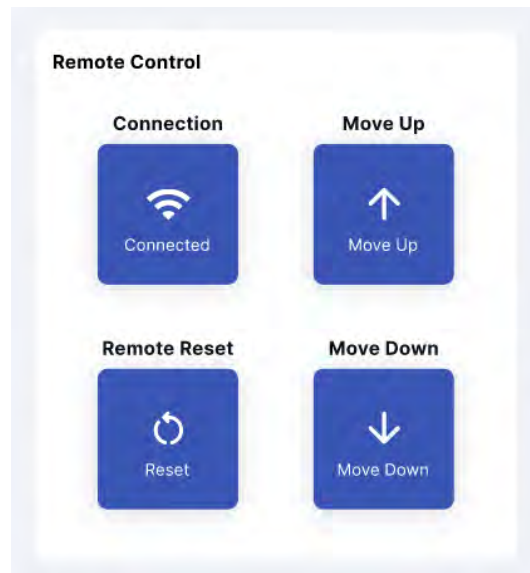 Remote Control
Connection
Move Up
Connected
Move Up
Remote Reset
Move Down
Reset
Move Down